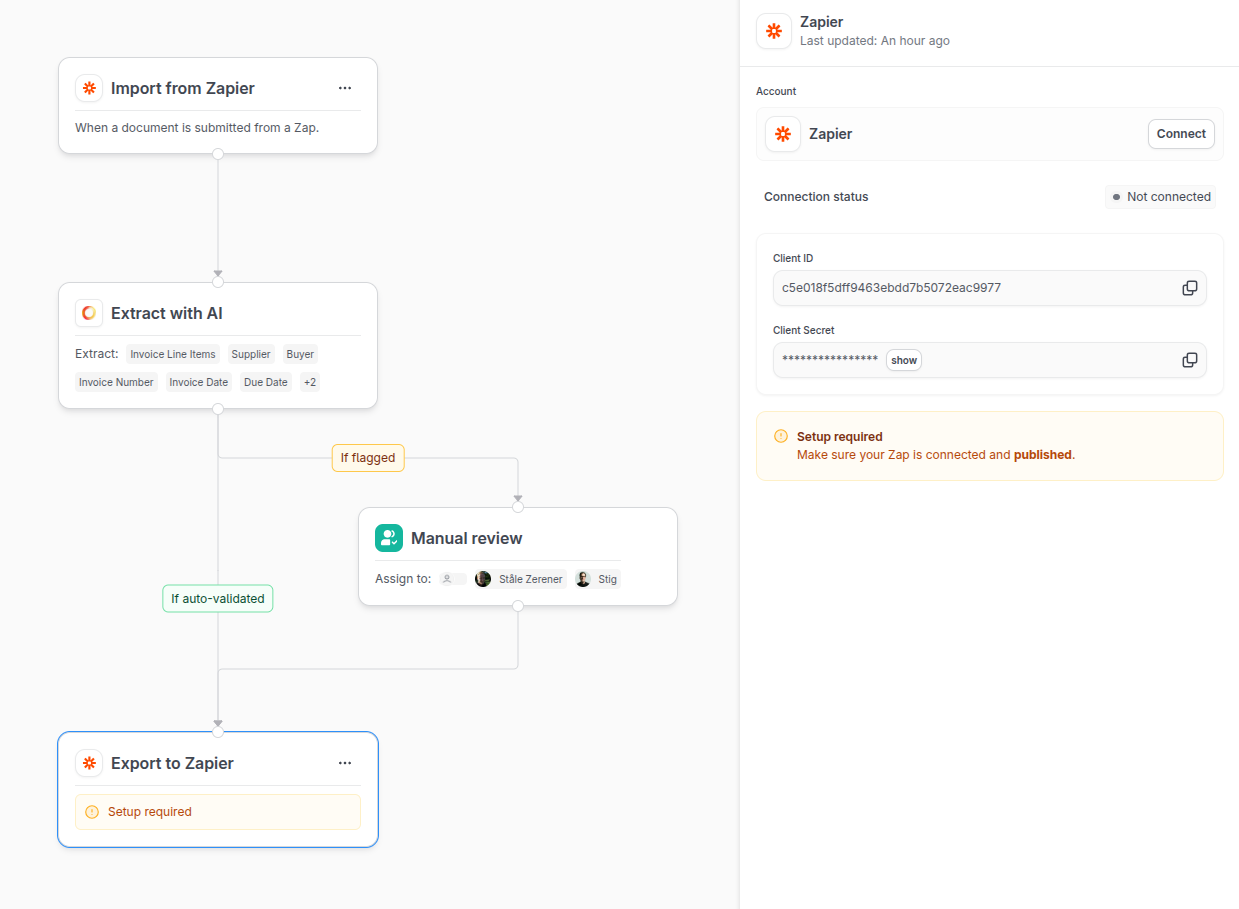 Import from Zapier
When a document is submitted from a Zap.
Extract with AI
Extract: Invoice Line Items Supplier Buyer
Invoice Number Invoice Date Due Date +2
If flagged
Manual review
Assign to: Ståle Zerener Stig
If auto-validated
Export to Zapier
Setup required
Zapier
Last updated: An hour ago
Account
Zapier Connect
Connection status Not connected
Client ID
c5e018f5dff9463ebdd7b5072eac9977
Client Secret
**************** show
Setup required
Make sure your Zap is connected and published.